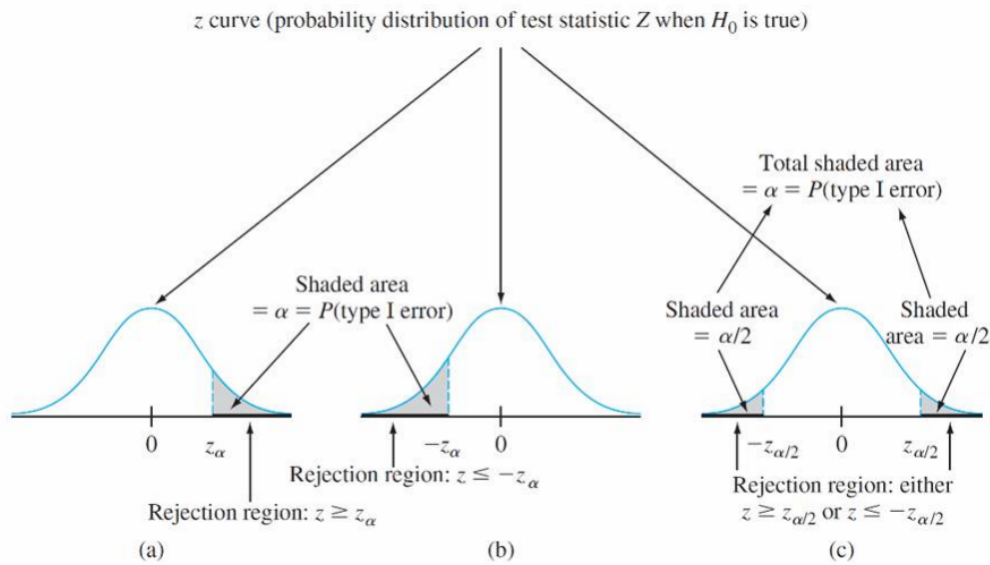 z curve (probability distribution of test statistic Z when H₀ is true)
Total shaded area
= α = P(type I error)
Shaded area
= α = P(type I error)
Shaded area
= α/2
Shaded
area = α/2
0
zα
−zα
0
−zα/2
0
zα/2
Rejection region: z ≥ zα
Rejection region: z ≤ −zα
Rejection region: either
z ≥ zα/2 or z ≤ −zα/2
(a)
(b)
(c)